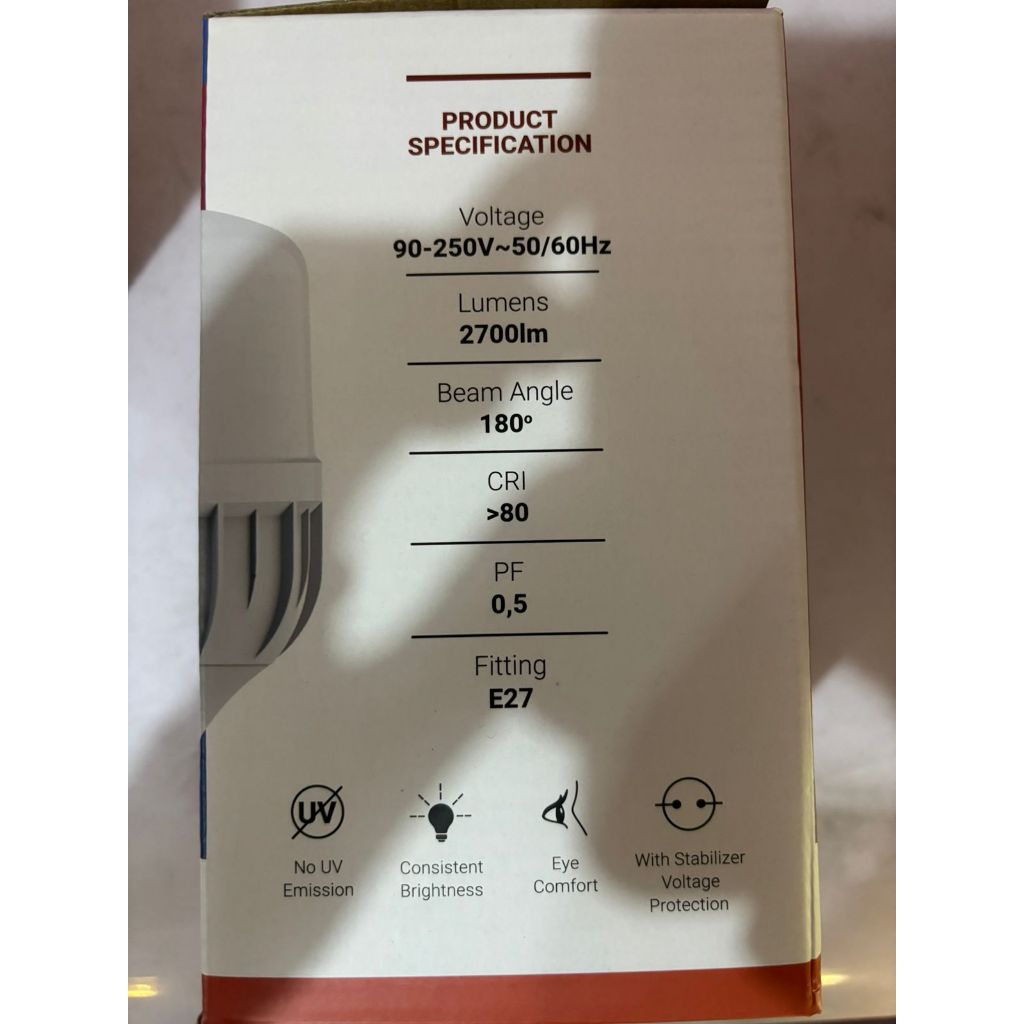 PRODUCT
SPECIFICATION
Voltage
90-250V~50/60Hz
Lumens
2700lm
Beam Angle
180º
CRI
>80
PF
0,5
Fitting
E27
UV
No UV
Emission
Consistent
Brightness
Eye
Comfort
With Stabilizer
Voltage
Protection